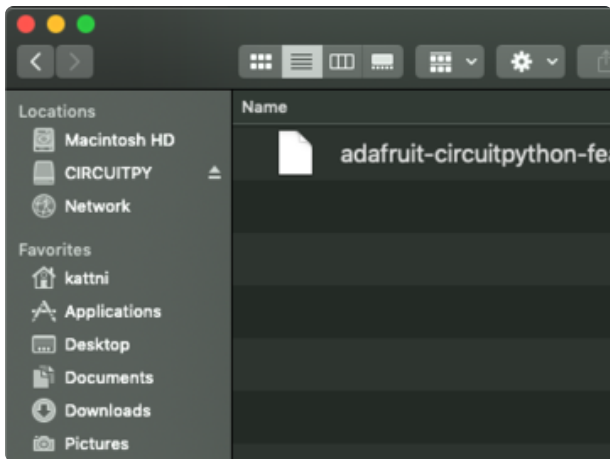 Locations
Macintosh HD
CIRCUITPY
Network
Favorites
kattni
Applications
Desktop
Documents
Downloads
Pictures
Name
adafruit-circuitpython-fea